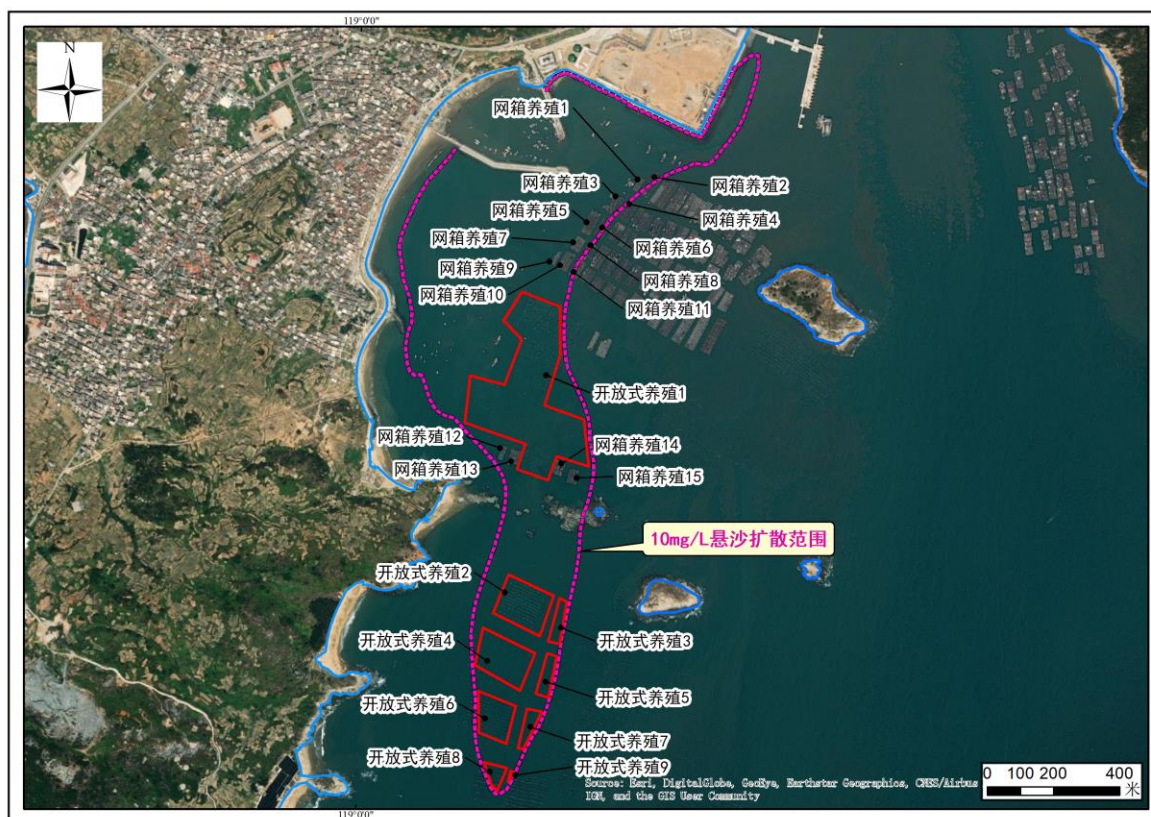 119°0'0"
N
网箱养殖1
网箱养殖2
网箱养殖3
网箱养殖4
网箱养殖5
网箱养殖6
网箱养殖7
网箱养殖8
网箱养殖9
网箱养殖10
网箱养殖11
开放式养殖1
网箱养殖12
网箱养殖14
网箱养殖13
网箱养殖15
10mg/L悬沙扩散范围
开放式养殖2
开放式养殖3
开放式养殖4
开放式养殖5
开放式养殖6
开放式养殖7
开放式养殖8
开放式养殖9
Source: Esri, DigitalGlobe, GeoEye, Earthstar Geographics, CNES/Airbus
IGN, and the GIS User Community
0 100 200 400
米
119°0'0"